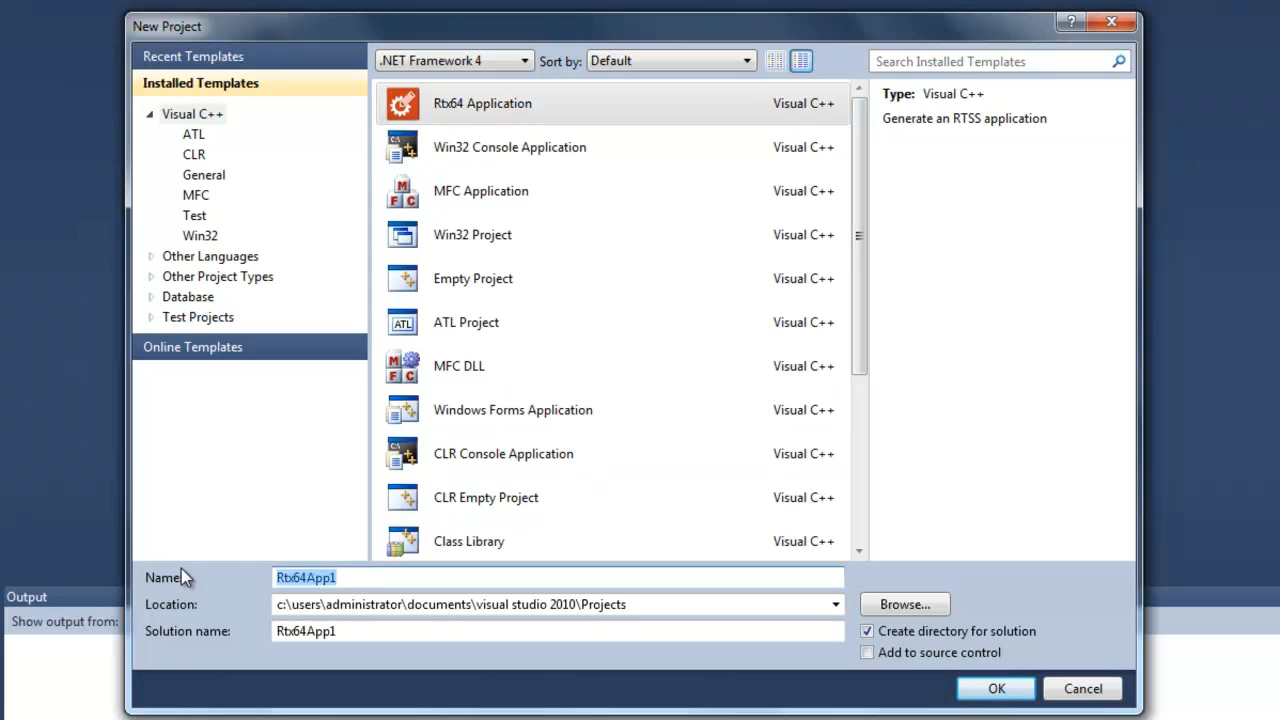 New Project
Recent Templates
Installed Templates
Visual C++
ATL
CLR
General
MFC
Test
Win32
Other Languages
Other Project Types
Database
Test Projects
Online Templates
.NET Framework 4
Sort by: Default
Rtx64 Application Visual C++
Win32 Console Application Visual C++
MFC Application Visual C++
Win32 Project Visual C++
Empty Project Visual C++
ATL Project Visual C++
MFC DLL Visual C++
Windows Forms Application Visual C++
CLR Console Application Visual C++
CLR Empty Project Visual C++
Class Library Visual C++
Search Installed Templates
Type: Visual C++
Generate an RTSS application
Name: Rtx64App1
Location: c:\users\administrator\documents\visual studio 2010\Projects
Browse...
Solution name: Rtx64App1
Create directory for solution
Add to source control
OK
Cancel
Output
Show output from: